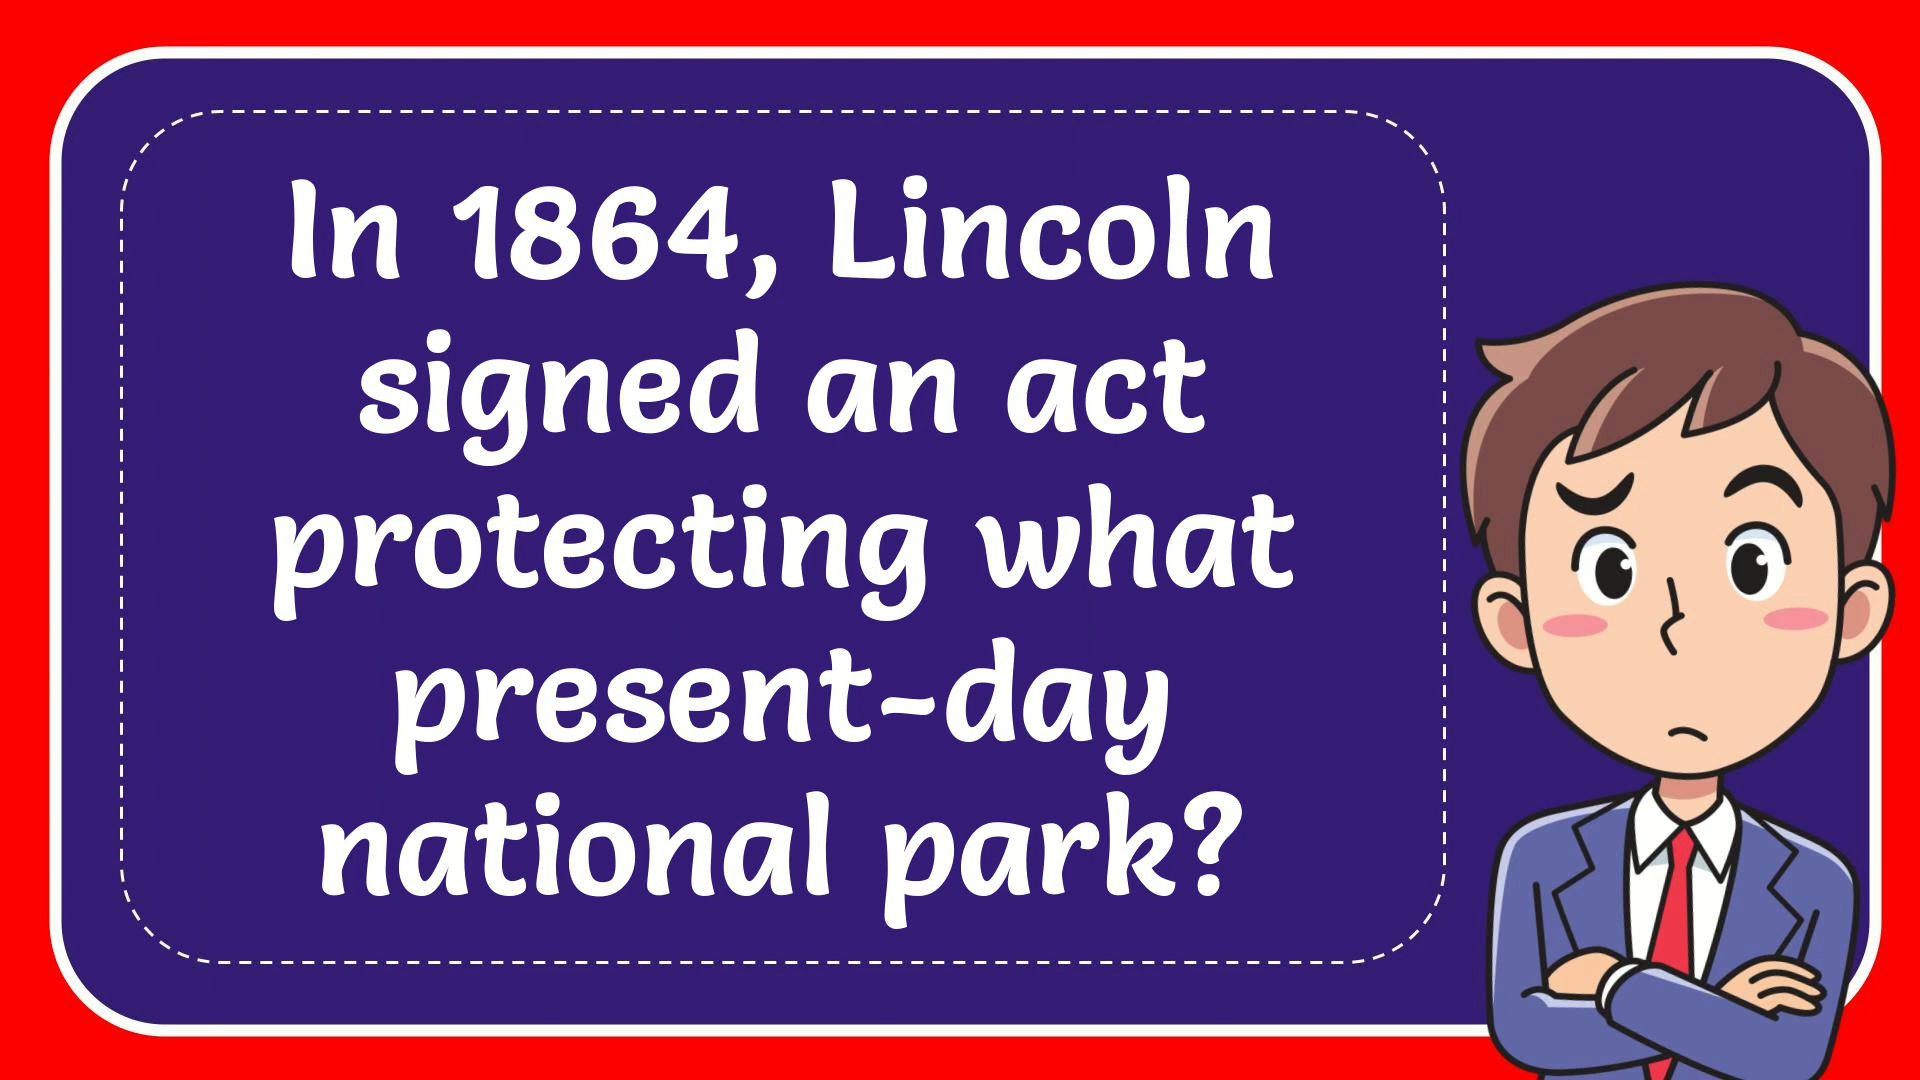 In 1864, Lincoln
signed an act
protecting what
present-day
national park?